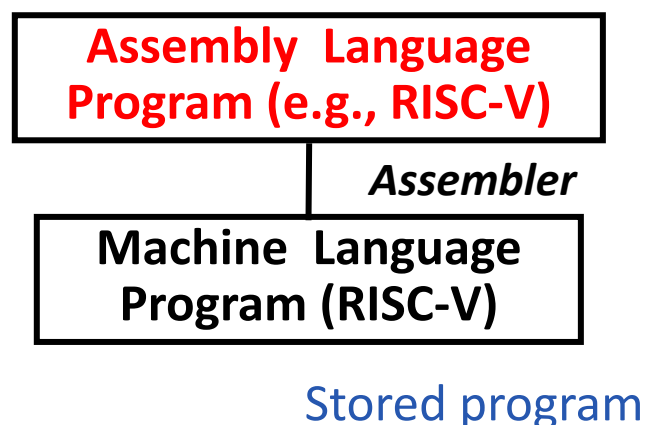 Assembly Language
Program (e.g., RISC-V)
Assembler
Machine Language
Program (RISC-V)
Stored program